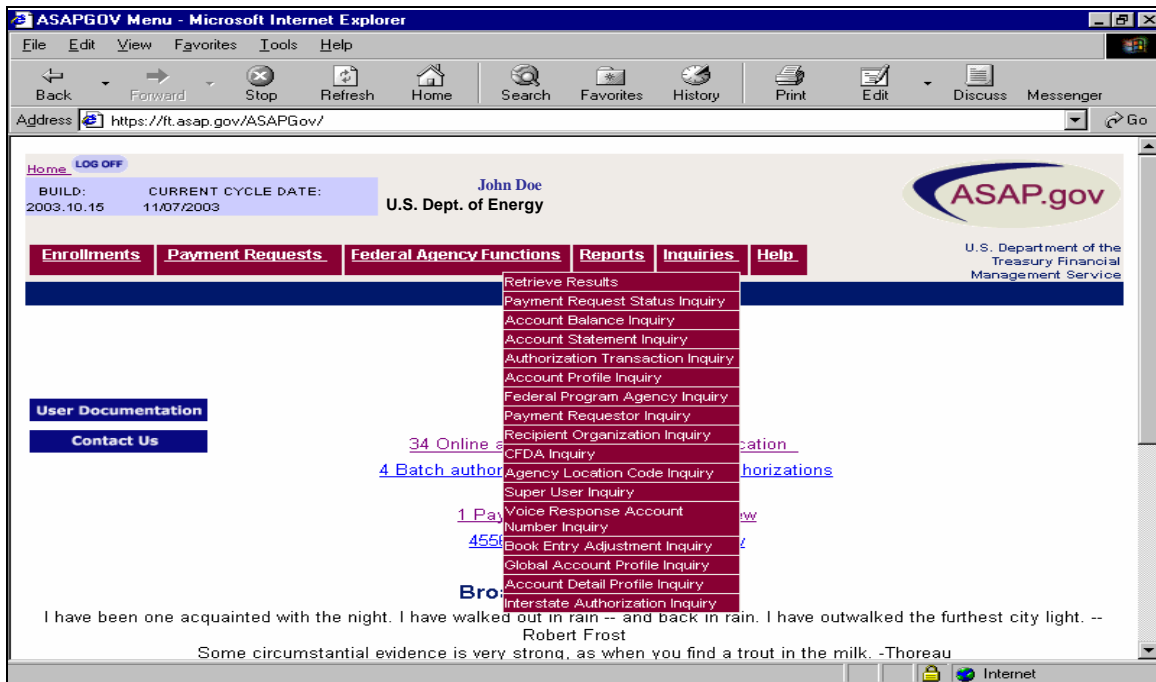 ASAPGOV Menu - Microsoft Internet Explorer
File Edit View Favorites Tools Help
Back Forward Stop Refresh Home Search Favorites History Print Edit Discuss Messenger
Address https://ft.asap.gov/ASAPGov/ Go
Home LOG OFF
BUILD: CURRENT CYCLE DATE:
2003.10.15 11/07/2003
John Doe
U.S. Dept. of Energy
ASAP.gov
U.S. Department of the
Treasury Financial
Management Service
Enrollments Payment Requests Federal Agency Functions Reports Inquiries Help
Retrieve Results
Payment Request Status Inquiry
Account Balance Inquiry
Account Statement Inquiry
Authorization Transaction Inquiry
Account Profile Inquiry
Federal Program Agency Inquiry
Payment Requestor Inquiry
Recipient Organization Inquiry
CFDA Inquiry
Agency Location Code Inquiry
Super User Inquiry
Voice Response Account
Number Inquiry
Book Entry Adjustment Inquiry
Global Account Profile Inquiry
Account Detail Profile Inquiry
Interstate Authorization Inquiry
User Documentation
Contact Us
34 Online
4 Batch
1
I have been one acquainted with the night. I have walked out in rain -- and back in rain. I have outwalked the furthest city light. --
Robert Frost
Some circumstantial evidence is very strong, as when you find a trout in the milk. -Thoreau
Internet